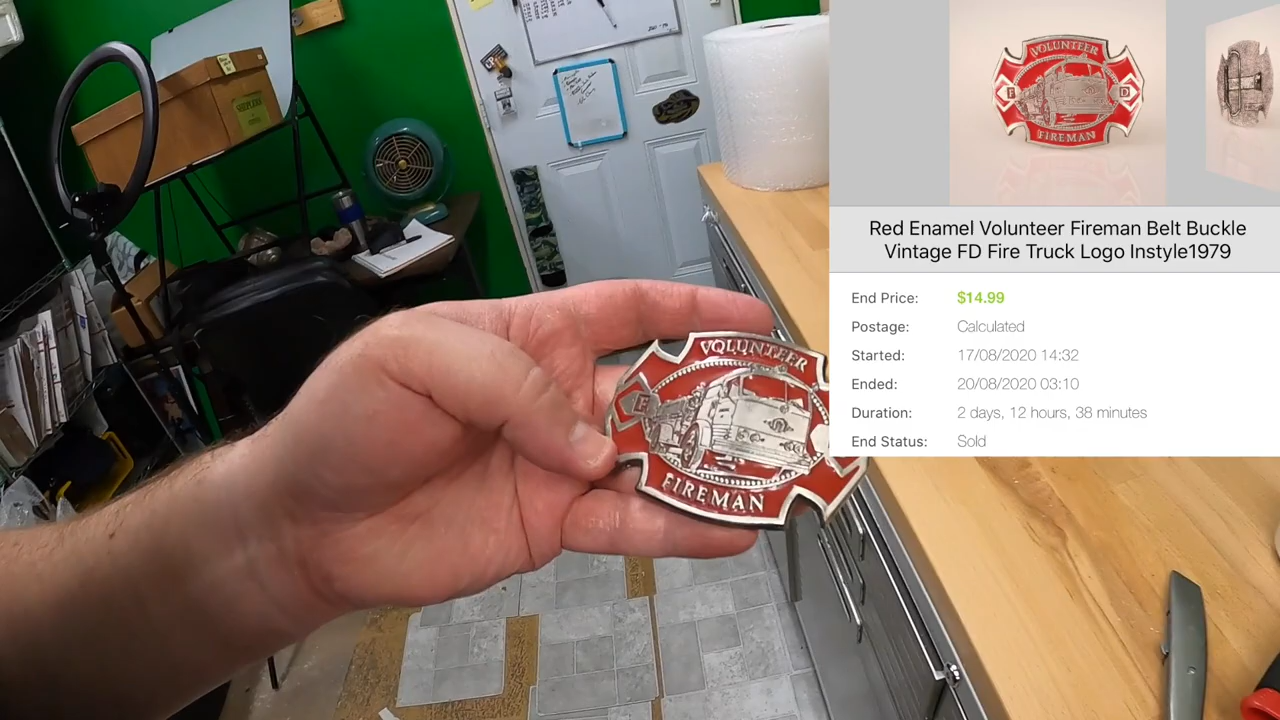 VOLUNTEER
F D
FIREMAN
Red Enamel Volunteer Fireman Belt Buckle
Vintage FD Fire Truck Logo Instyle1979
End Price: $14.99
Postage: Calculated
Started: 17/08/2020 14:32
Ended: 20/08/2020 03:10
Duration: 2 days, 12 hours, 38 minutes
End Status: Sold
VOLUNTEER
F
FIREMAN